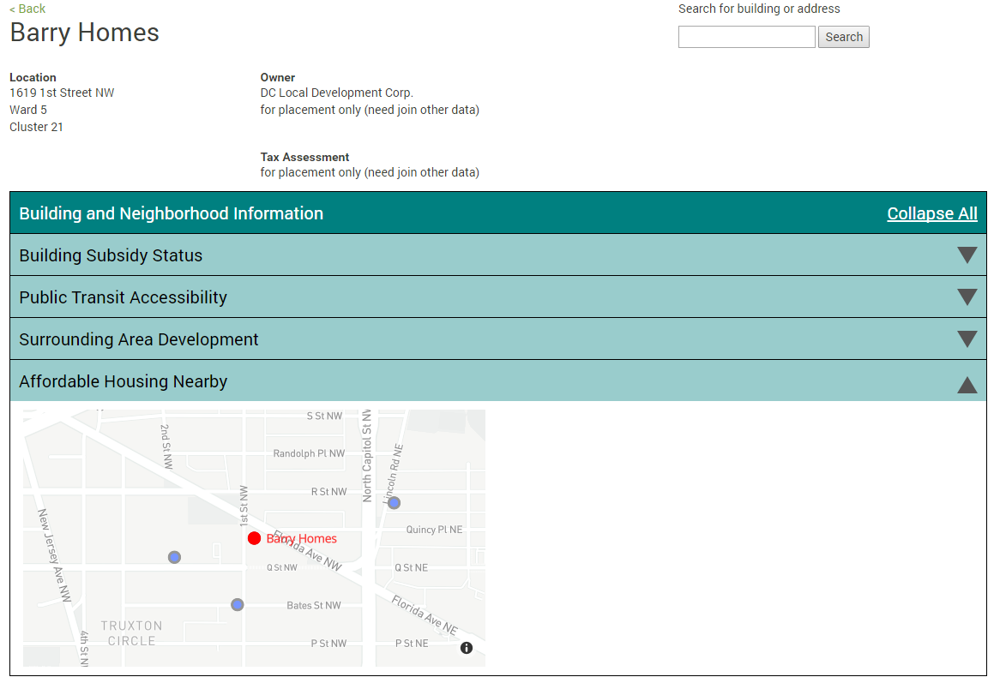 < Back
Barry Homes
Search for building or address
Search
Location
1619 1st Street NW
Ward 5
Cluster 21
Owner
DC Local Development Corp.
for placement only (need join other data)
Tax Assessment
for placement only (need join other data)
Building and Neighborhood Information
Collapse All
Building Subsidy Status
Public Transit Accessibility
Surrounding Area Development
Affordable Housing Nearby
S St NW
2nd St NW
North Capitol St NW
Randolph Pl NW
Lincoln Rd NE
R St NW
1st St NW
New Jersey Ave NW
Quincy Pl NE
Barry Homes
Florida Ave NW
Q St NW
Q St NE
Bates St NW
Florida Ave NE
TRUXTON
CIRCLE
4th St N
P St NW
P St NE
i